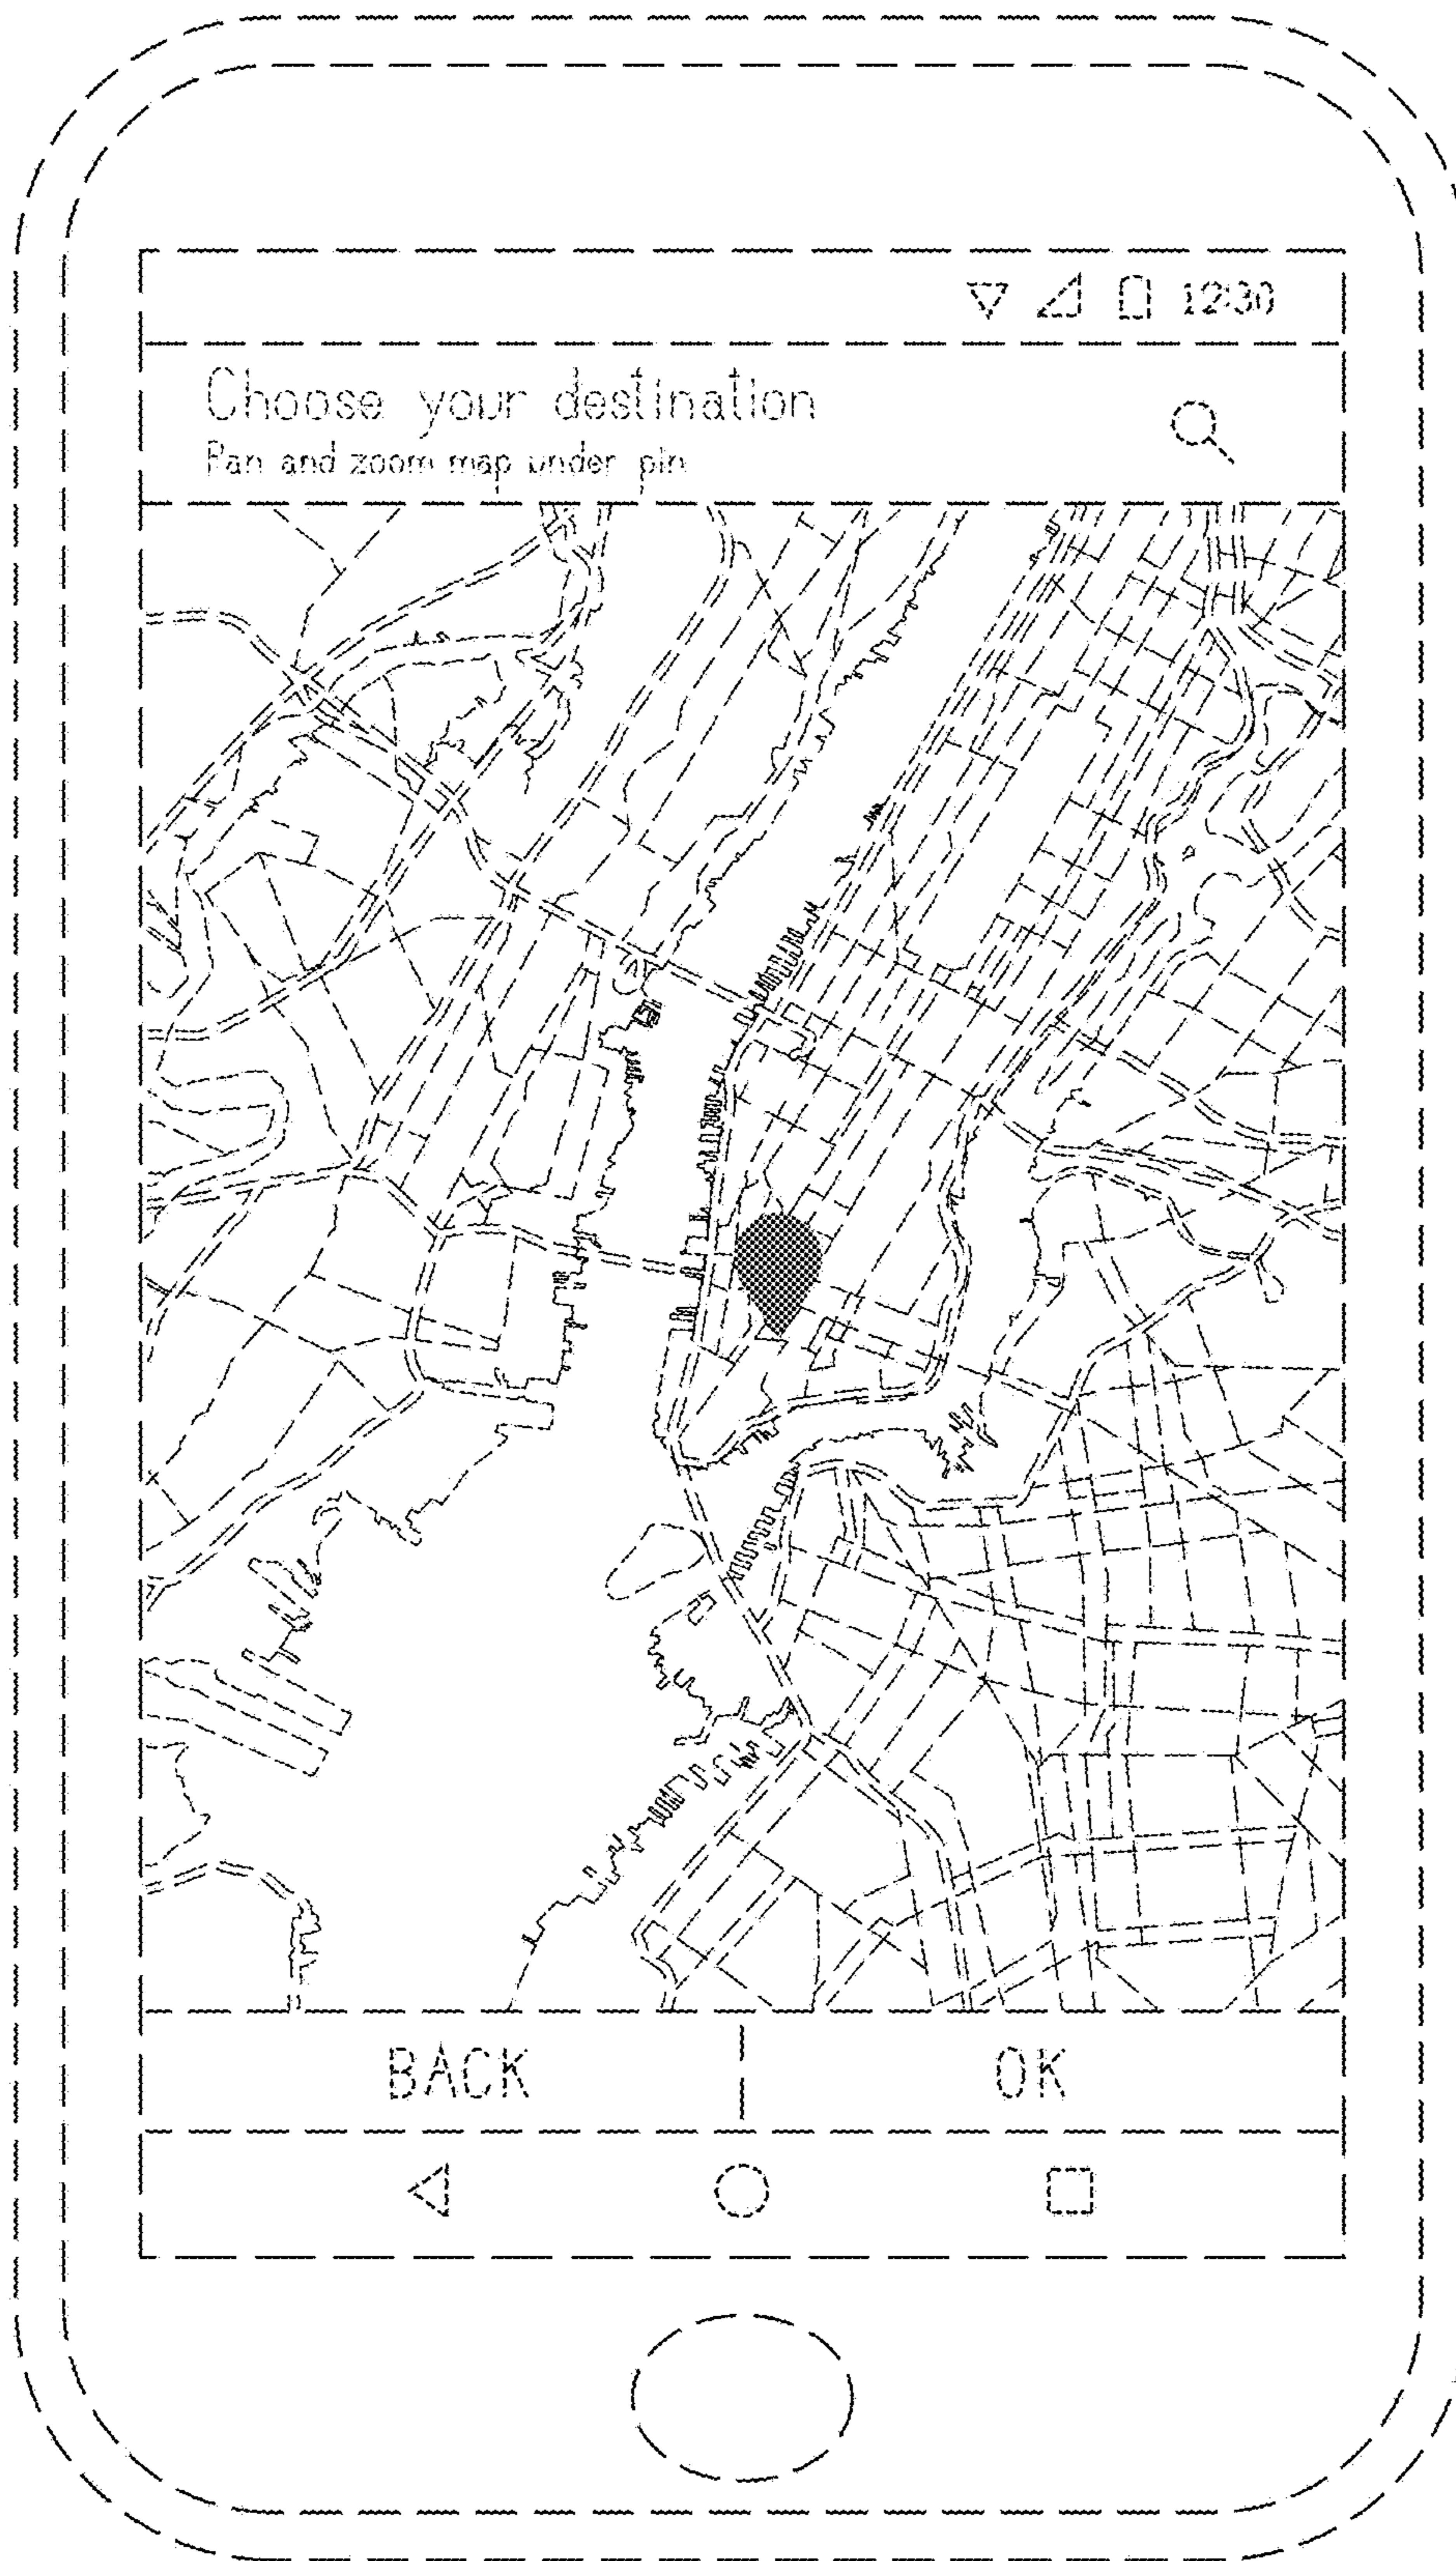 12:30
Choose your destination
Pan and zoom map under pin
BACK
OK